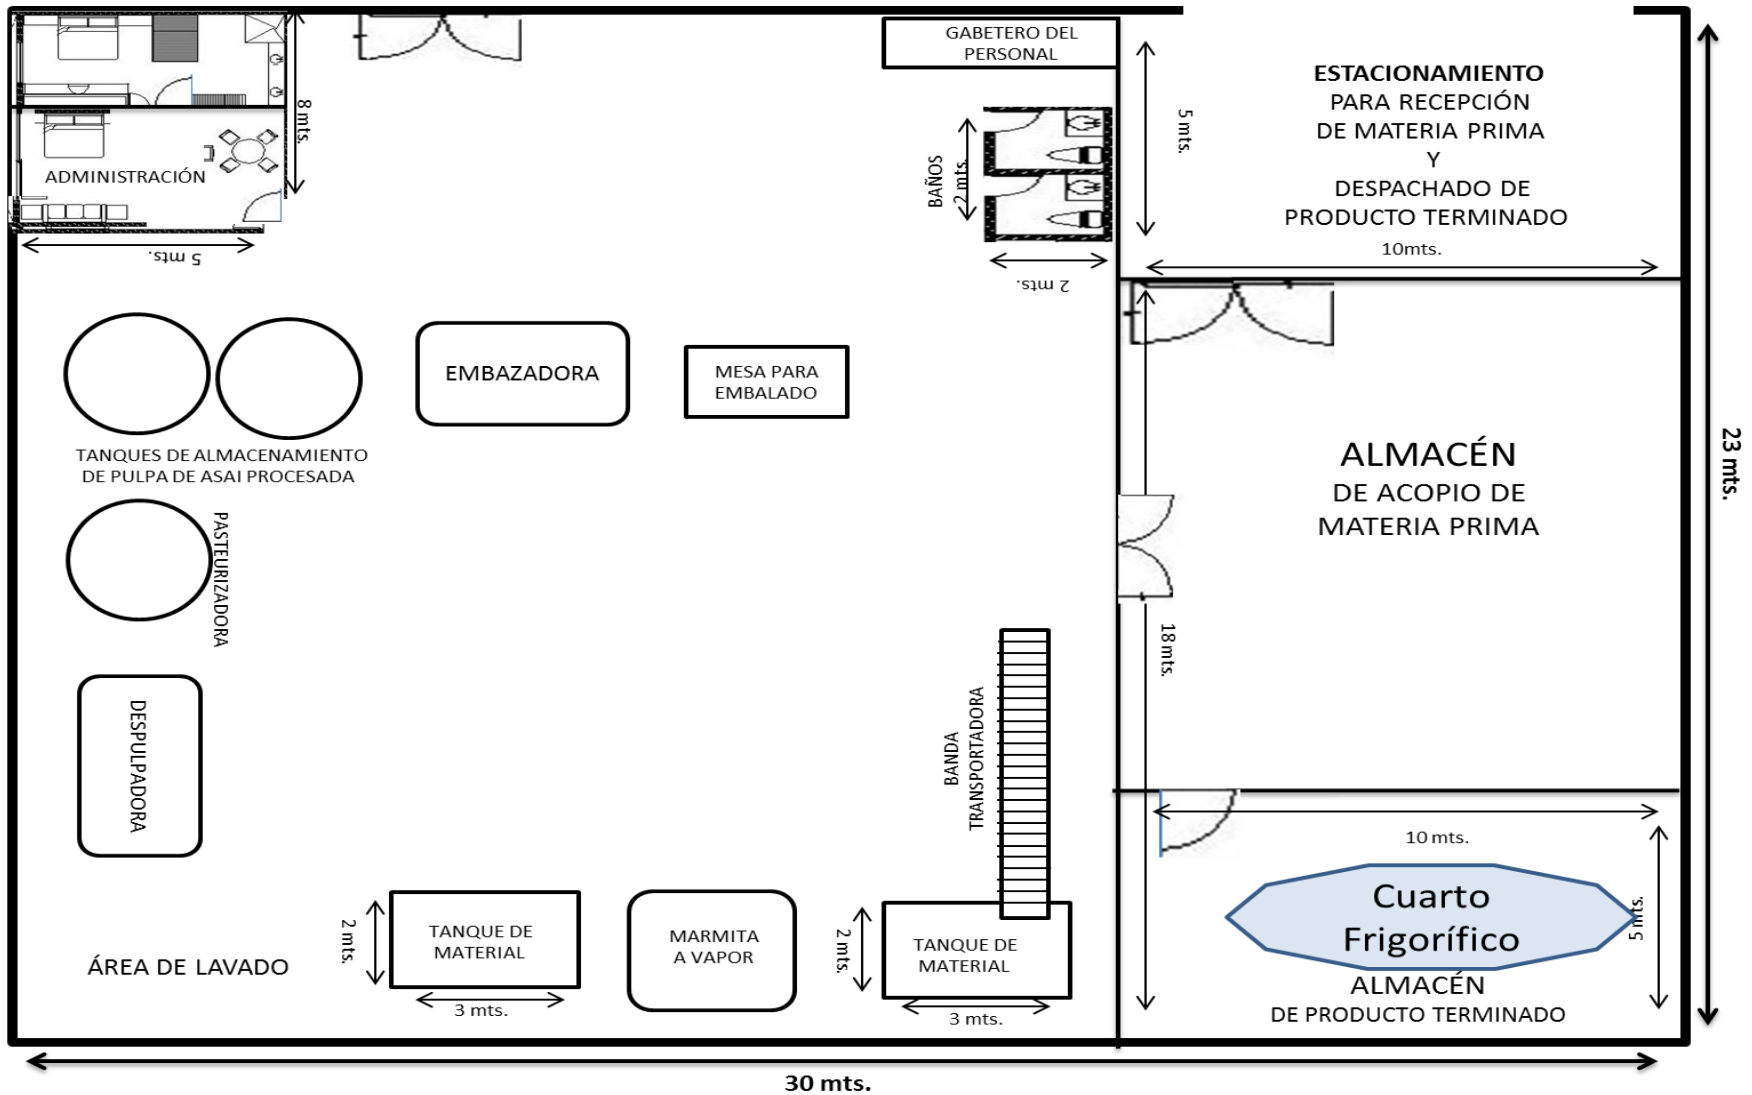 GABETERO DEL
PERSONAL
8 mts.
ADMINISTRACIÓN
5 mts.
BAÑOS
2 mts.
2 mts.
5 mts.
ESTACIONAMIENTO
PARA RECEPCIÓN
DE MATERIA PRIMA
Y
DESPACHADO DE
PRODUCTO TERMINADO
10mts.
EMBAZADORA
MESA PARA
EMBALADO
TANQUES DE ALMACENAMIENTO
DE PULPA DE ASAI PROCESADA
PASTEURIZADORA
DESPULPADORA
ALMACÉN
DE ACOPIO DE
MATERIA PRIMA
23 mts.
18 mts.
BANDA
TRANSPORTADORA
10 mts.
Cuarto
Frigorífico
5 mts.
ALMACÉN
DE PRODUCTO TERMINADO
ÁREA DE LAVADO
2 mts.
TANQUE DE
MATERIAL
3 mts.
MARMITA
A VAPOR
2 mts.
TANQUE DE
MATERIAL
3 mts.
30 mts.